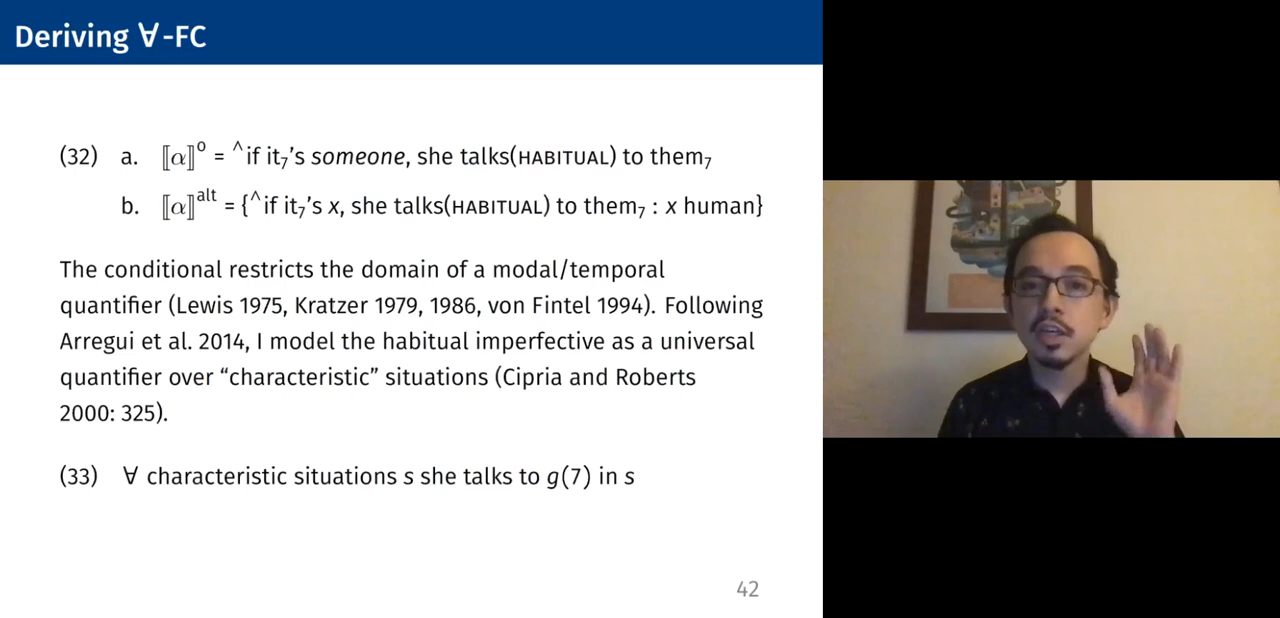 Deriving ∀-FC
(32) a. ⟦α⟧ᵒ = ^if it₇'s someone, she talks(HABITUAL) to them₇
b. ⟦α⟧ᵃˡᵗ = {^if it₇'s x, she talks(HABITUAL) to them₇ : x human}
The conditional restricts the domain of a modal/temporal
quantifier (Lewis 1975, Kratzer 1979, 1986, von Fintel 1994). Following
Arregui et al. 2014, I model the habitual imperfective as a universal
quantifier over “characteristic” situations (Cipria and Roberts
2000: 325).
(33) ∀ characteristic situations s she talks to g(7) in s
42